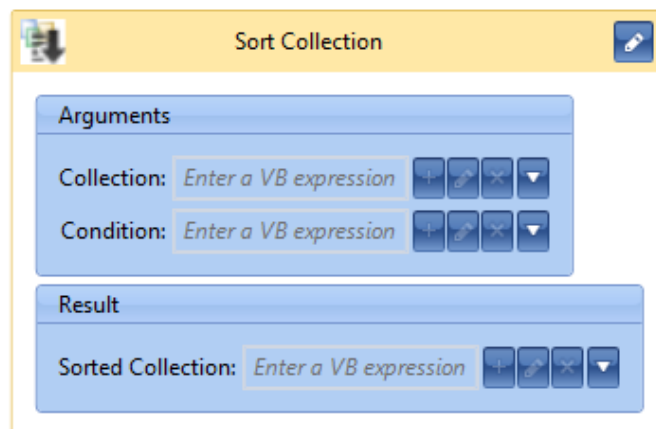 Sort Collection
Arguments
Collection: Enter a VB expression
Condition: Enter a VB expression
Result
Sorted Collection: Enter a VB expression